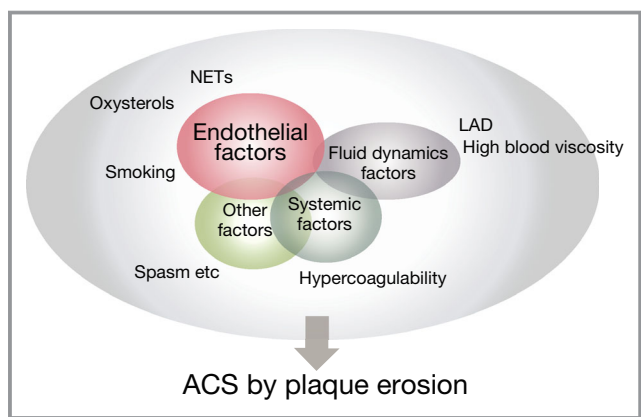 NETs
Oxysterols
Endothelial
factors
LAD
High blood viscosity
Fluid dynamics
factors
Smoking
Other
factors
Systemic
factors
Spasm etc
Hypercoagulability
ACS by plaque erosion